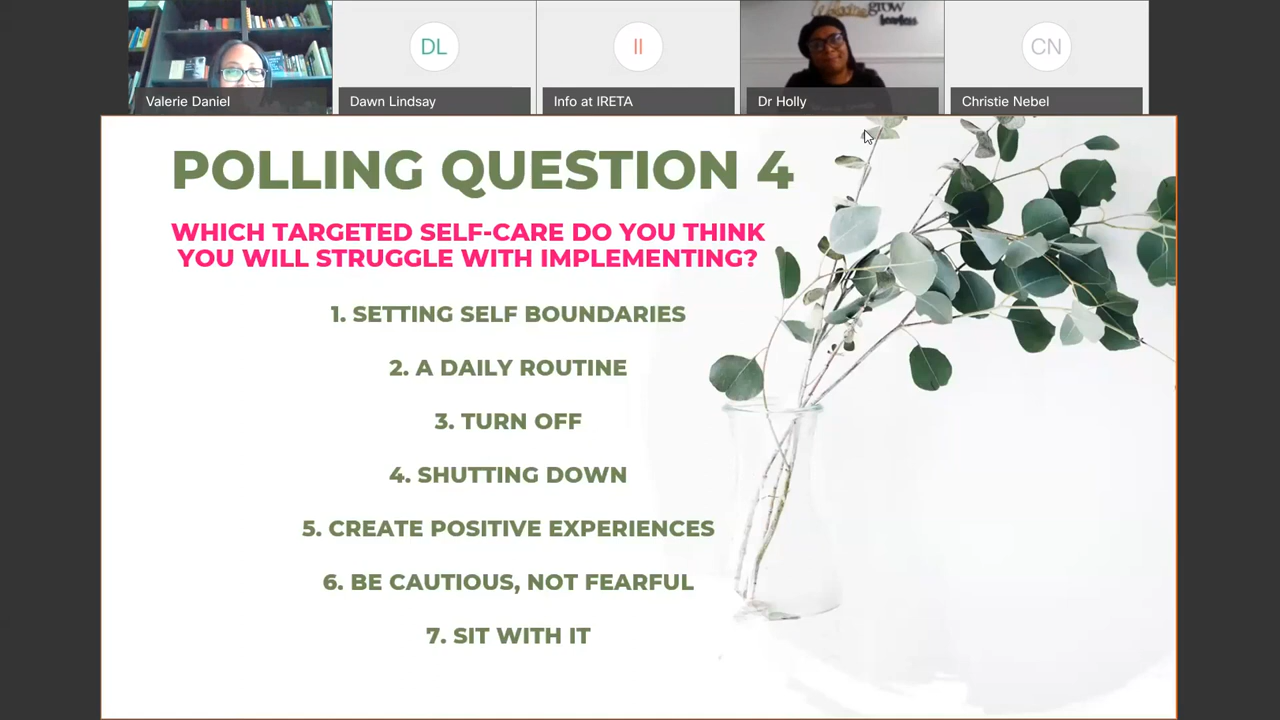 grow
fearless
DL
II
CN
Valerie Daniel
Dawn Lindsay
Info at IRETA
Dr Holly
Christie Nebel
POLLING QUESTION 4
WHICH TARGETED SELF-CARE DO YOU THINK
YOU WILL STRUGGLE WITH IMPLEMENTING?
1. SETTING SELF BOUNDARIES
2. A DAILY ROUTINE
3. TURN OFF
4. SHUTTING DOWN
5. CREATE POSITIVE EXPERIENCES
6. BE CAUTIOUS, NOT FEARFUL
7. SIT WITH IT